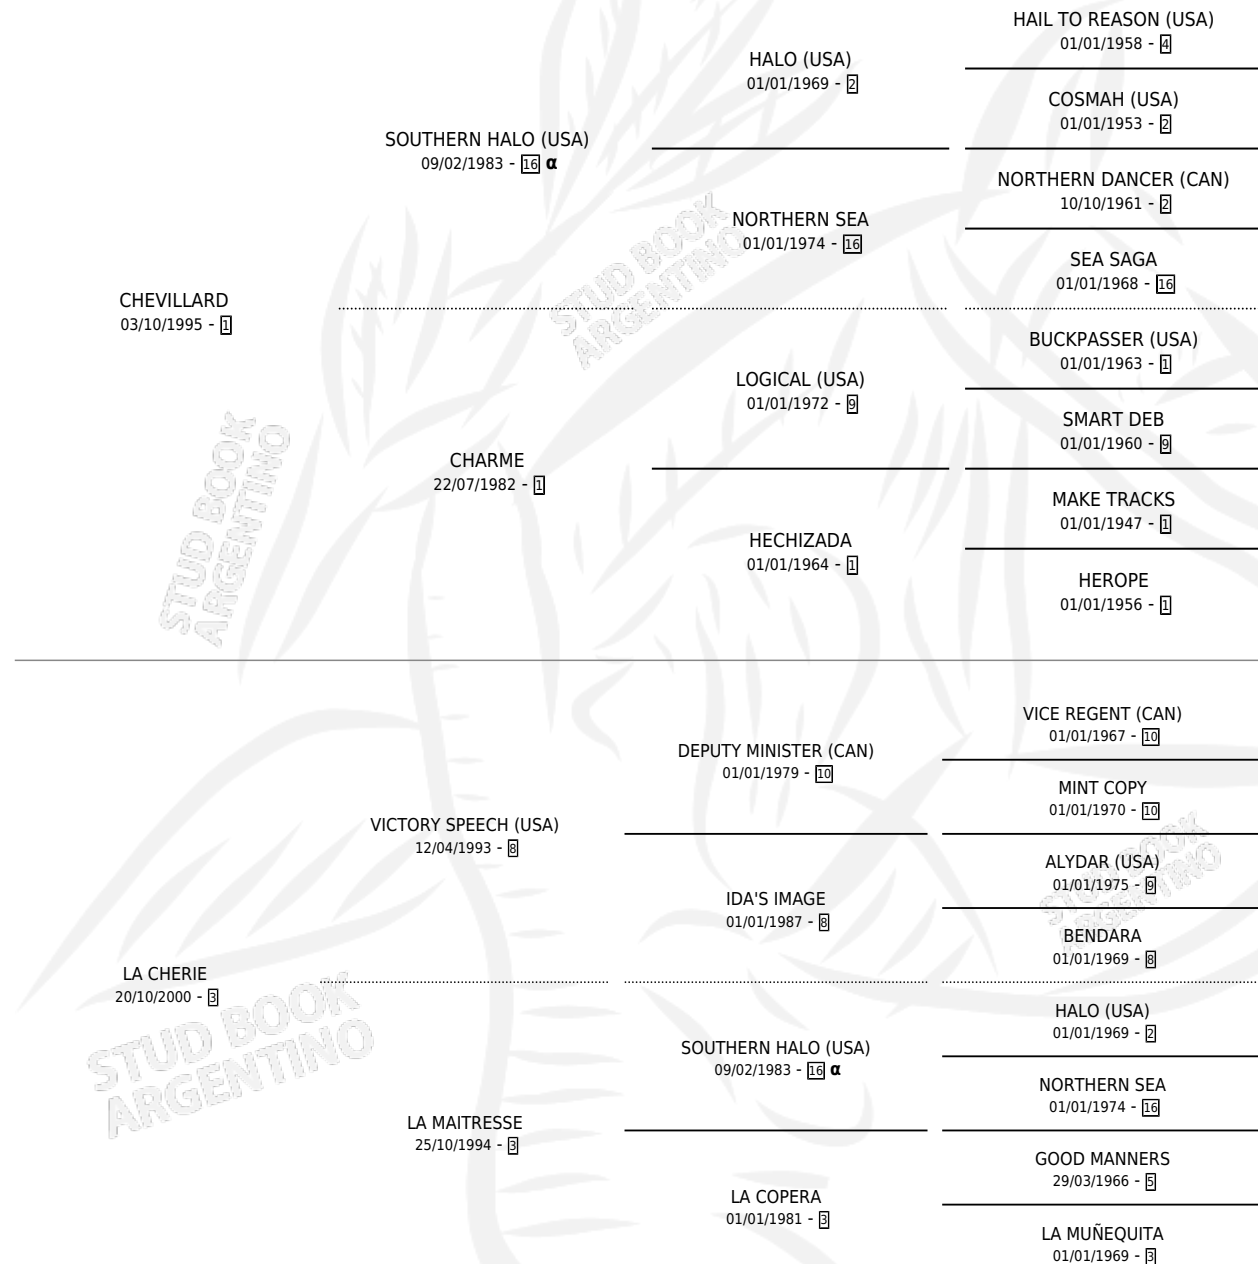 HAIL TO REASON (USA)
01/01/1958 - 4
HALO (USA)
01/01/1969 - 2
COSMAH (USA)
01/01/1953 - 2
SOUTHERN HALO (USA)
09/02/1983 - 16 α
NORTHERN DANCER (CAN)
10/10/1961 - 2
NORTHERN SEA
01/01/1974 - 16
SEA SAGA
01/01/1968 - 16
CHEVILLARD
03/10/1995 - 1
BUCKPASSER (USA)
01/01/1963 - 1
LOGICAL (USA)
01/01/1972 - 9
SMART DEB
01/01/1960 - 9
CHARME
22/07/1982 - 1
MAKE TRACKS
01/01/1947 - 1
HECHIZADA
01/01/1964 - 1
HEROPE
01/01/1956 - 1
VICE REGENT (CAN)
01/01/1967 - 10
DEPUTY MINISTER (CAN)
01/01/1979 - 10
MINT COPY
01/01/1970 - 10
VICTORY SPEECH (USA)
12/04/1993 - 8
ALYDAR (USA)
01/01/1975 - 9
IDA'S IMAGE
01/01/1987 - 8
BENDARA
01/01/1969 - 8
LA CHERIE
20/10/2000 - 3
HALO (USA)
01/01/1969 - 2
SOUTHERN HALO (USA)
09/02/1983 - 16 α
NORTHERN SEA
01/01/1974 - 16
LA MAITRESSE
25/10/1994 - 3
GOOD MANNERS
29/03/1966 - 5
LA COPERA
01/01/1981 - 3
LA MUÑEQUITA
01/01/1969 - 3
STUD BOOK
ARGENTINO
STUD BOOK
ARGENTINO
STUD BOOK
ARGENTINO
STUD BOOK
ARGENTINO